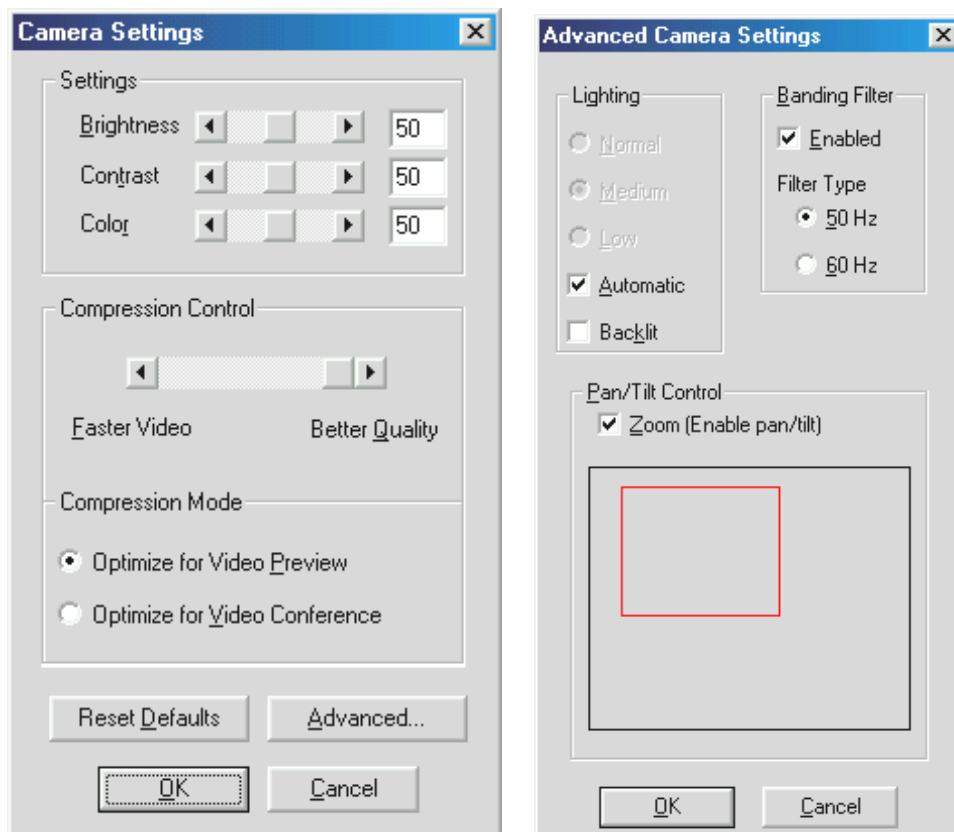 Camera Settings
Settings
Brightness 50
Contrast 50
Color 50
Compression Control
Faster Video Better Quality
Compression Mode
Optimize for Video Preview
Optimize for Video Conference
Reset Defaults Advanced...
OK Cancel
Advanced Camera Settings
Lighting
Normal
Medium
Low
Automatic
Backlit
Banding Filter
Enabled
Filter Type
50 Hz
60 Hz
Pan/Tilt Control
Zoom (Enable pan/tilt)
OK Cancel